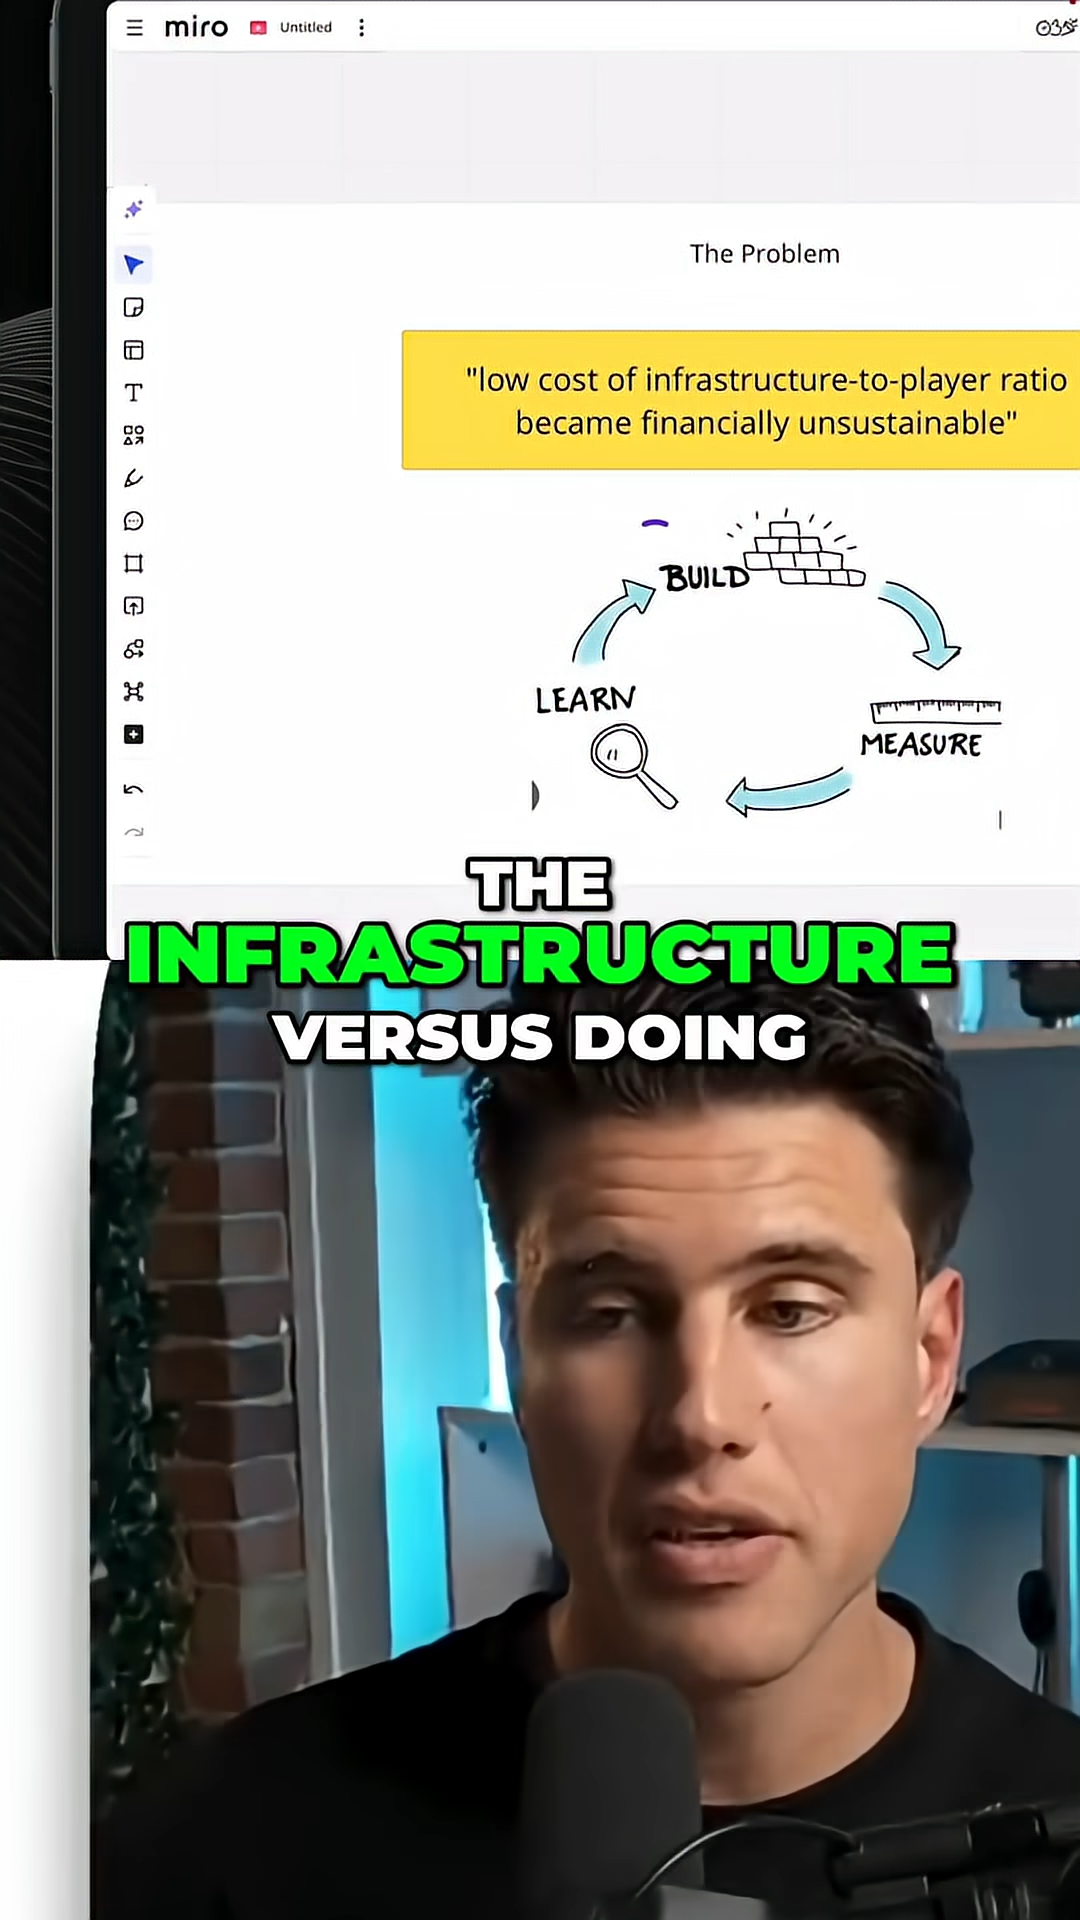 miro Untitled
The Problem
"low cost of infrastructure-to-player ratio
became financially unsustainable"
BUILD
LEARN
MEASURE
THE
INFRASTRUCTURE
VERSUS DOING